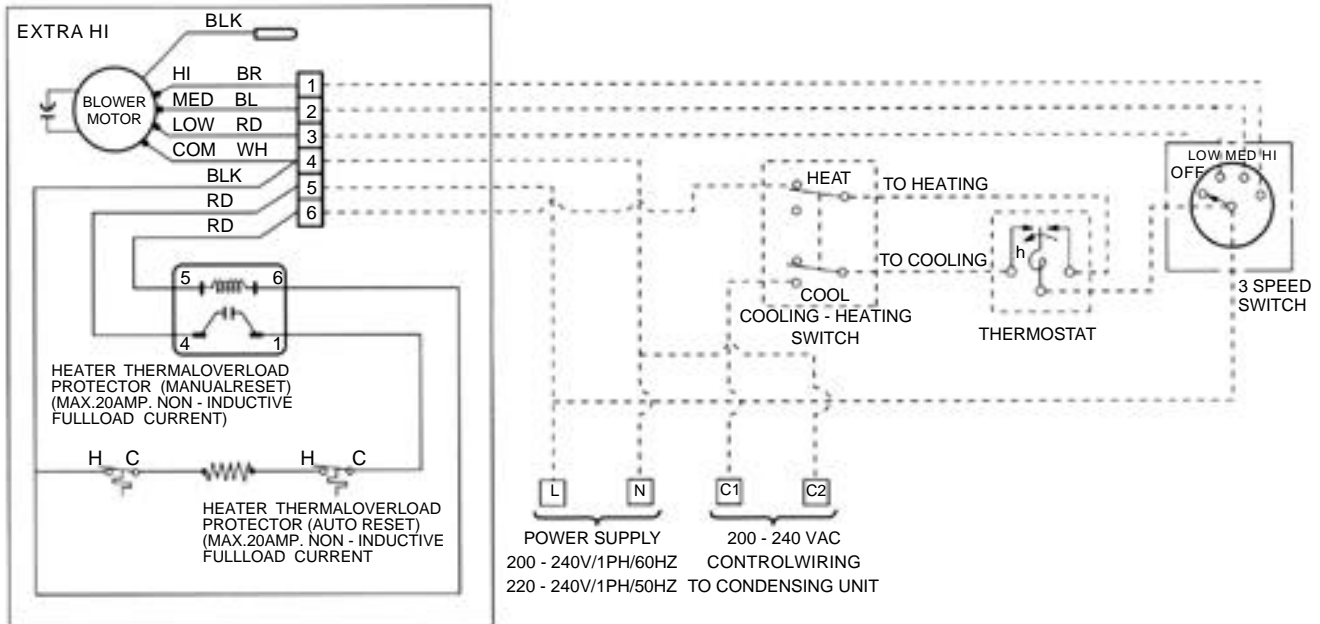 EXTRA HI
BLK
BLOWER
MOTOR
HI BR
MED BL
LOW RD
COM WH
BLK
RD
RD
1
2
3
4
5
6
5 6
4 1
HEATER THERMALOVERLOAD
PROTECTOR (MANUALRESET)
(MAX.20AMP. NON - INDUCTIVE
FULLLOAD CURRENT)
H C
H C
HEATER THERMALOVERLOAD
PROTECTOR (AUTO RESET)
(MAX.20AMP. NON - INDUCTIVE
FULLLOAD CURRENT
HEAT
TO HEATING
TO COOLING
COOL
COOLING - HEATING
SWITCH
h
THERMOSTAT
LOW MED HI
OFF
3 SPEED
SWITCH
L
N
C1
C2
POWER SUPPLY
200 - 240V/1PH/60HZ
220 - 240V/1PH/50HZ
200 - 240 VAC
CONTROLWIRING
TO CONDENSING UNIT